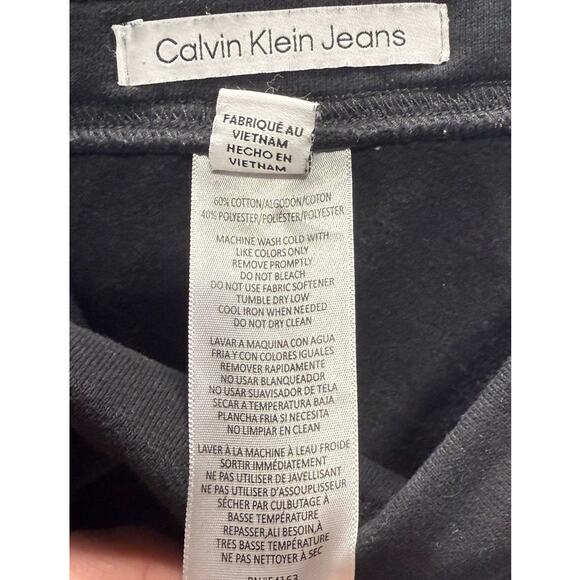 Calvin Klein Jeans
FABRIQUÉ AU
VIETNAM
HECHO EN
VIETNAM
60% COTTON/ALGODÓN/COTON
40% POLYESTER/POLIÉSTER/POLYESTER
MACHINE WASH COLD WITH
LIKE COLORS ONLY
REMOVE PROMPTLY
DO NOT BLEACH
DO NOT USE FABRIC SOFTENER
TUMBLE DRY LOW
COOL IRON WHEN NEEDED
DO NOT DRY CLEAN
LAVAR A MAQUINA CON AGUA
FRIA Y CON COLORES IGUALES
REMOVER RAPIDAMENTE
NO USAR BLANQUEADOR
NO USAR SUAVISADOR DE TELA
SECAR A TEMPERATURA BAJA
PLANCHA FRIA SI NECESITA
NO LIMPIAR EN CLEAN
LAVER À LA MACHINE À LEAU FROIDE
SORTIR IMMÉDIATEMENT
NE PAS UTILISER DE JAVELLISANT
NE PAS UTILISER D'ASSOUPLISSEUR
SÉCHER PAR CULBUTAGE À
BASSE TEMPÉRATURE
REPASSER,ALI BESOIN,À
TRES BASSE TEMPÉRATURE
NE PAS NETTOYER À SEC